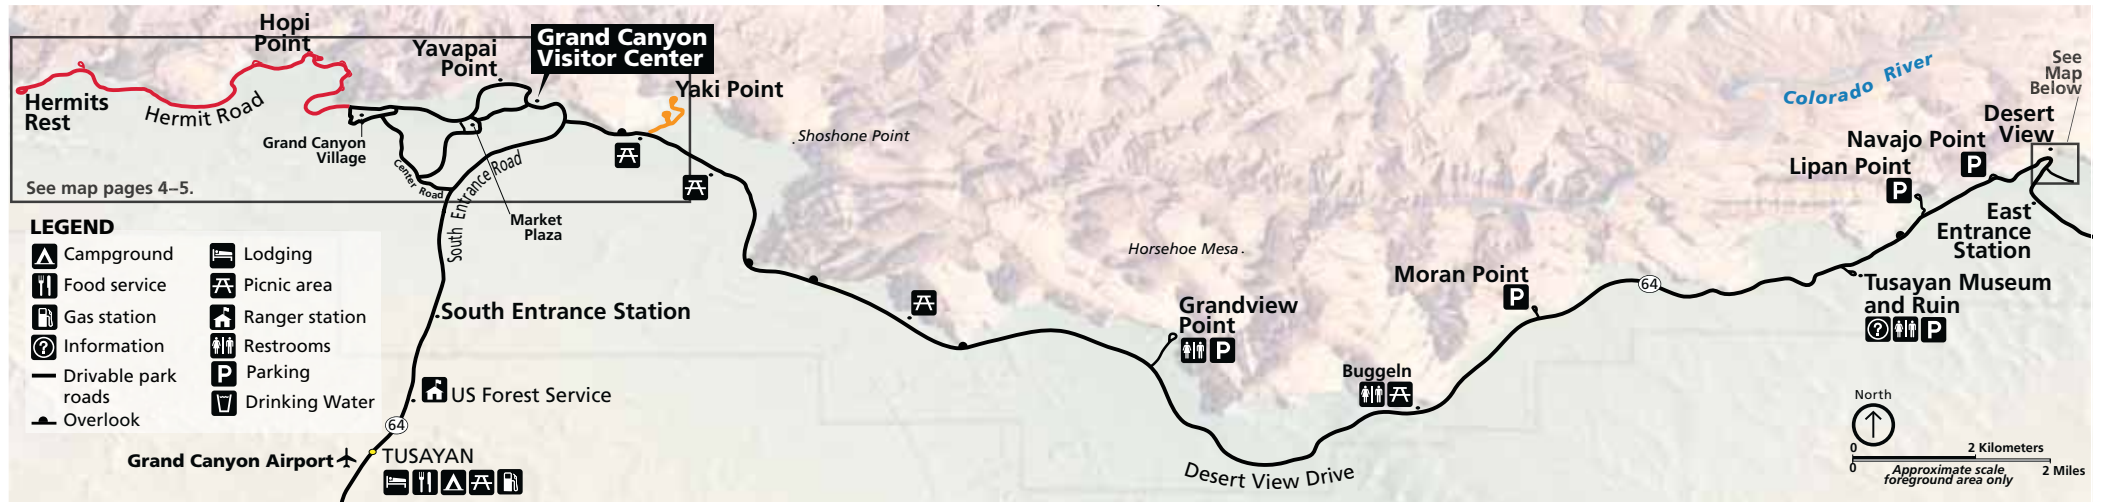 Hopi
Point
Yavapai
Point
Grand Canyon
Visitor Center
Yaki Point
Hermits
Rest
Hermit Road
Grand Canyon
Village
Center Road
South Entrance Road
Market
Plaza
See map pages 4–5.
Shoshone Point
Horsehoe Mesa
Colorado River
See
Map
Below
Desert
View
Navajo Point
P
Lipan Point
P
East
Entrance
Station
Tusayan Museum
and Ruin
? P
Moran Point
P
64
Grandview
Point
P
Buggeln
Desert View Drive
South Entrance Station
US Forest Service
64
Grand Canyon Airport
TUSAYAN
LEGEND
Campground
Food service
Gas station
? Information
Drivable park
roads
Overlook
Lodging
Picnic area
Ranger station
Restrooms
P Parking
Drinking Water
North
0 2 Kilometers
0 2 Miles
Approximate scale
foreground area only